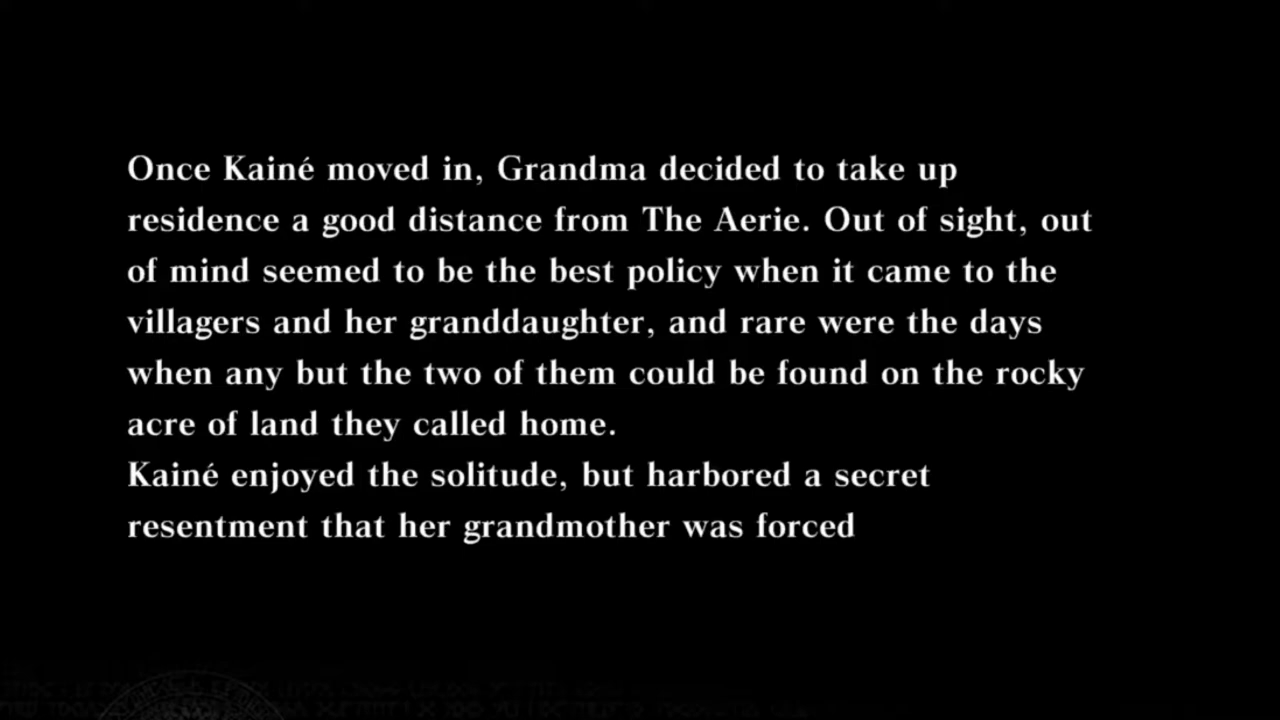 Once Kainé moved in, Grandma decided to take up
residence a good distance from The Aerie. Out of sight, out
of mind seemed to be the best policy when it came to the
villagers and her granddaughter, and rare were the days
when any but the two of them could be found on the rocky
acre of land they called home.
Kainé enjoyed the solitude, but harbored a secret
resentment that her grandmother was forced